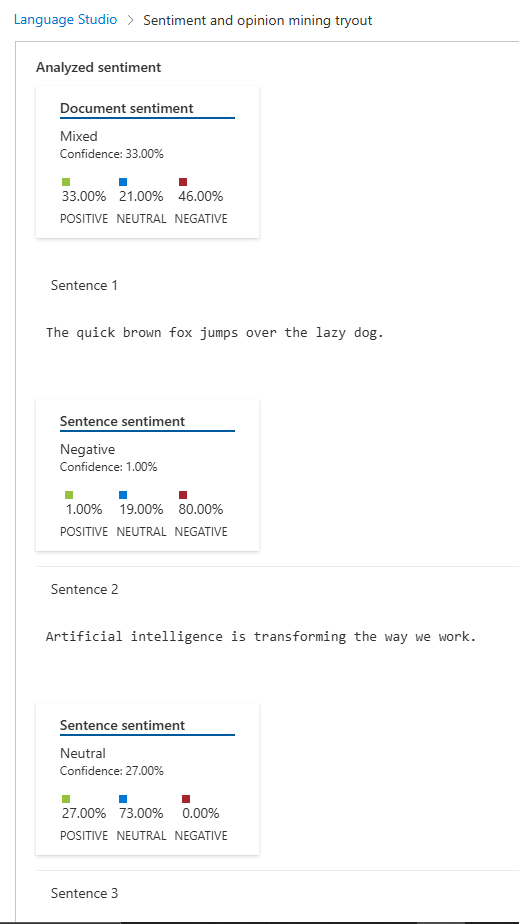 Language Studio > Sentiment and opinion mining tryout
Analyzed sentiment
Document sentiment
Mixed
Confidence: 33.00%
33.00% 21.00% 46.00%
POSITIVE NEUTRAL NEGATIVE
Sentence 1
The quick brown fox jumps over the lazy dog.
Sentence sentiment
Negative
Confidence: 1.00%
1.00% 19.00% 80.00%
POSITIVE NEUTRAL NEGATIVE
Sentence 2
Artificial intelligence is transforming the way we work.
Sentence sentiment
Neutral
Confidence: 27.00%
27.00% 73.00% 0.00%
POSITIVE NEUTRAL NEGATIVE
Sentence 3